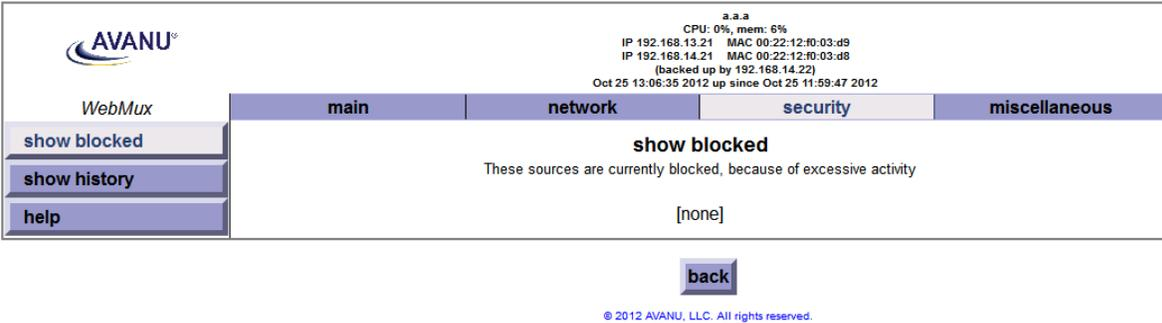 AVANU®
a.a.a
CPU: 0%, mem: 6%
IP 192.168.13.21 MAC 00:22:12:f0:03:d9
IP 192.168.14.21 MAC 00:22:12:f0:03:d8
(backed up by 192.168.14.22)
Oct 25 13:06:35 2012 up since Oct 25 11:59:47 2012
WebMux
main
network
security
miscellaneous
show blocked
show history
help
show blocked
These sources are currently blocked, because of excessive activity
[none]
back
© 2012 AVANU, LLC. All rights reserved.